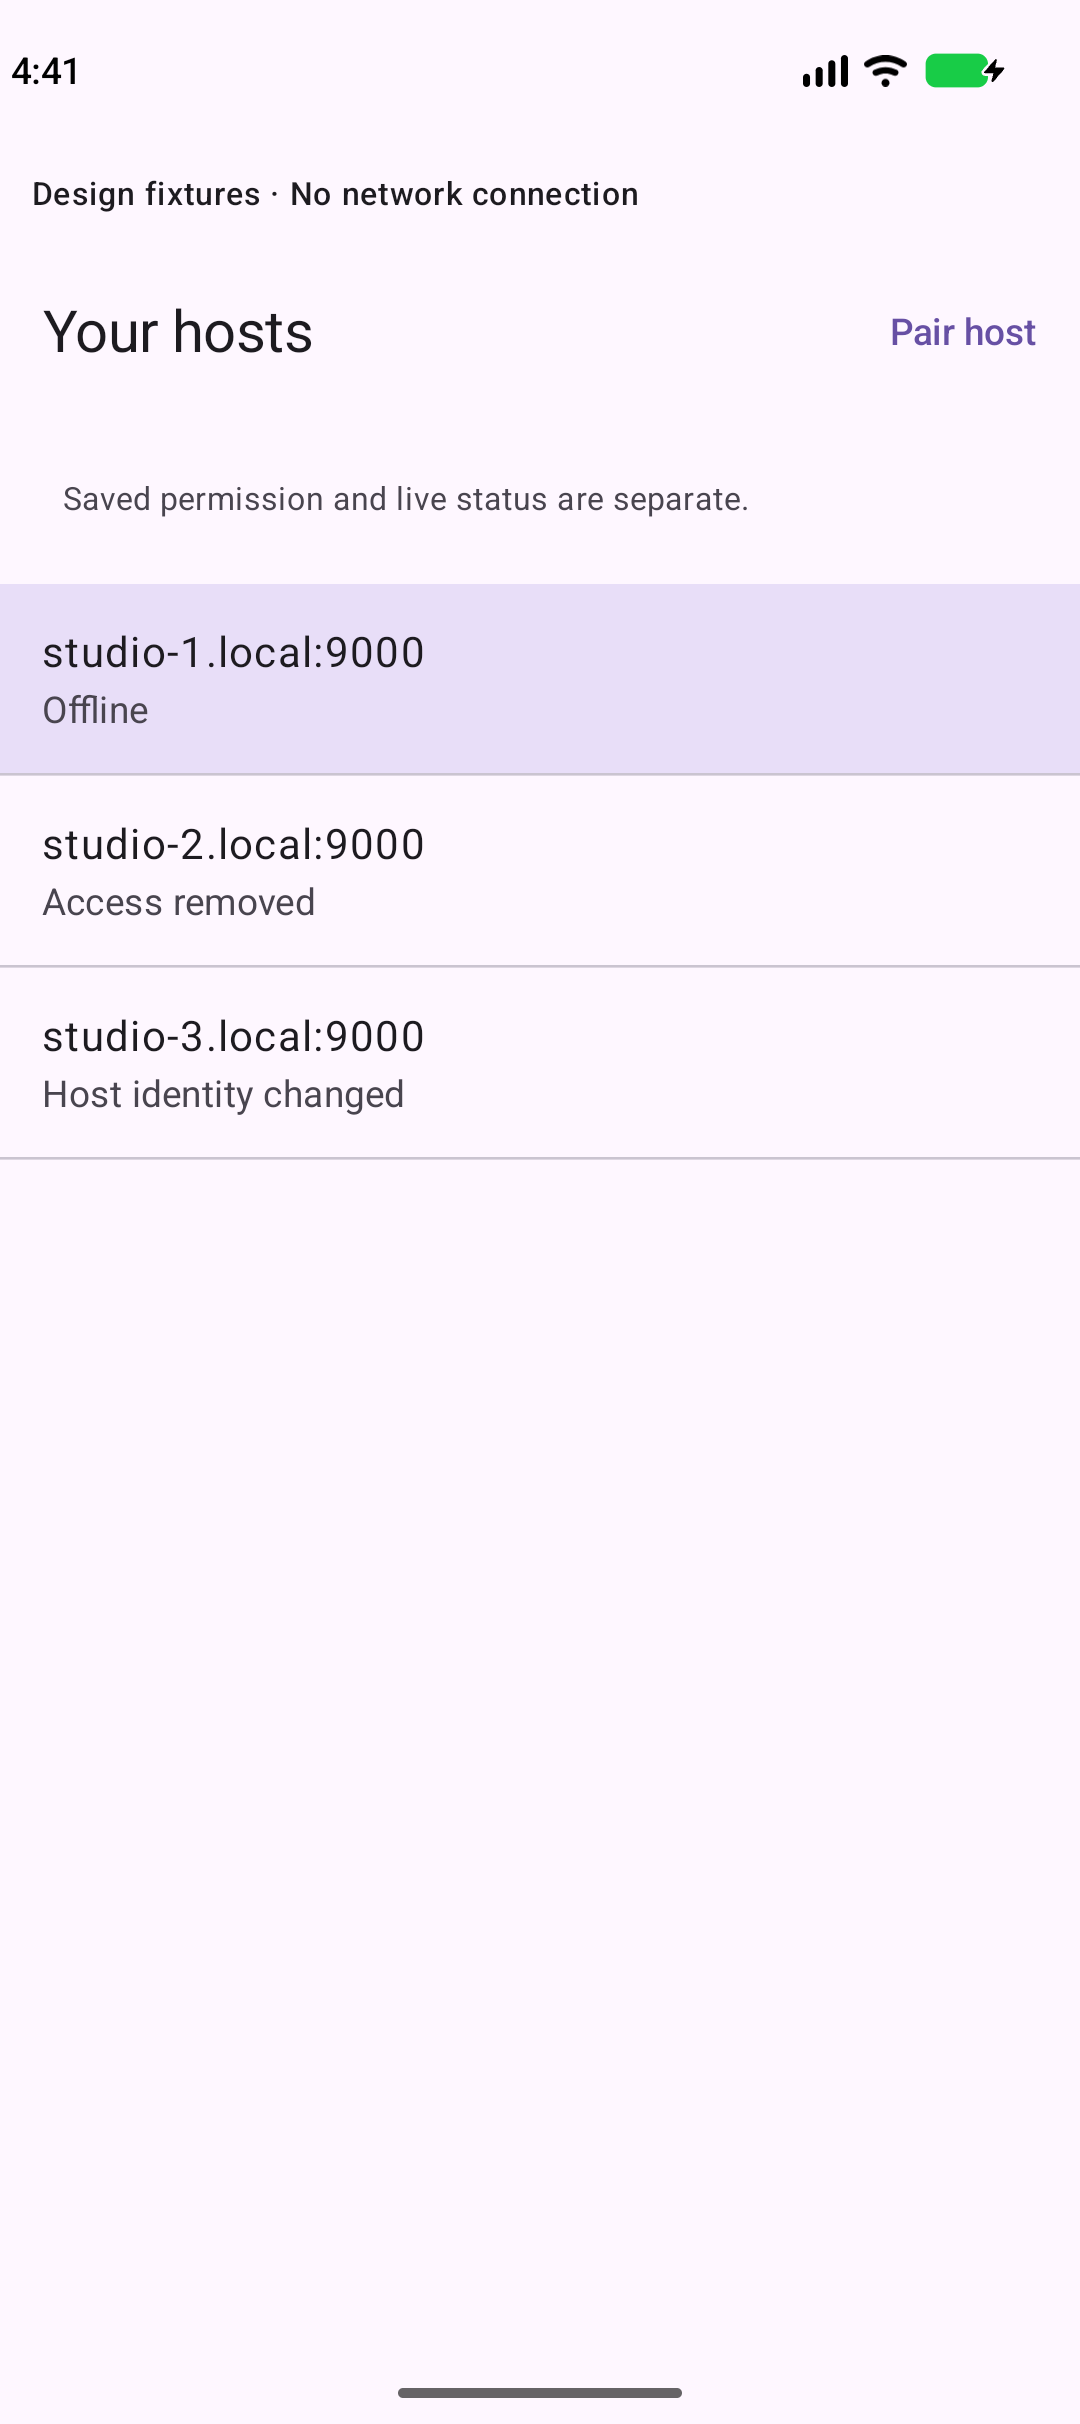 4:41
Design fixtures · No network connection
Your hosts
Pair host
Saved permission and live status are separate.
studio-1.local:9000
Offline
studio-2.local:9000
Access removed
studio-3.local:9000
Host identity changed